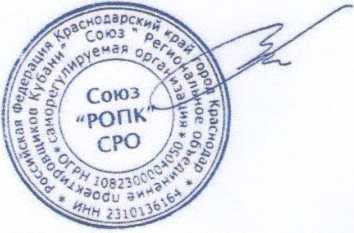 Российская Федерация Краснодарский край город Краснодар
* ИНН 2310136164 *
Союз "Региональное объединение проектировщиков Кубани"
* саморегулируемая организация *
ОГРН 1082300004050
Союз
"РОПК"
СРО